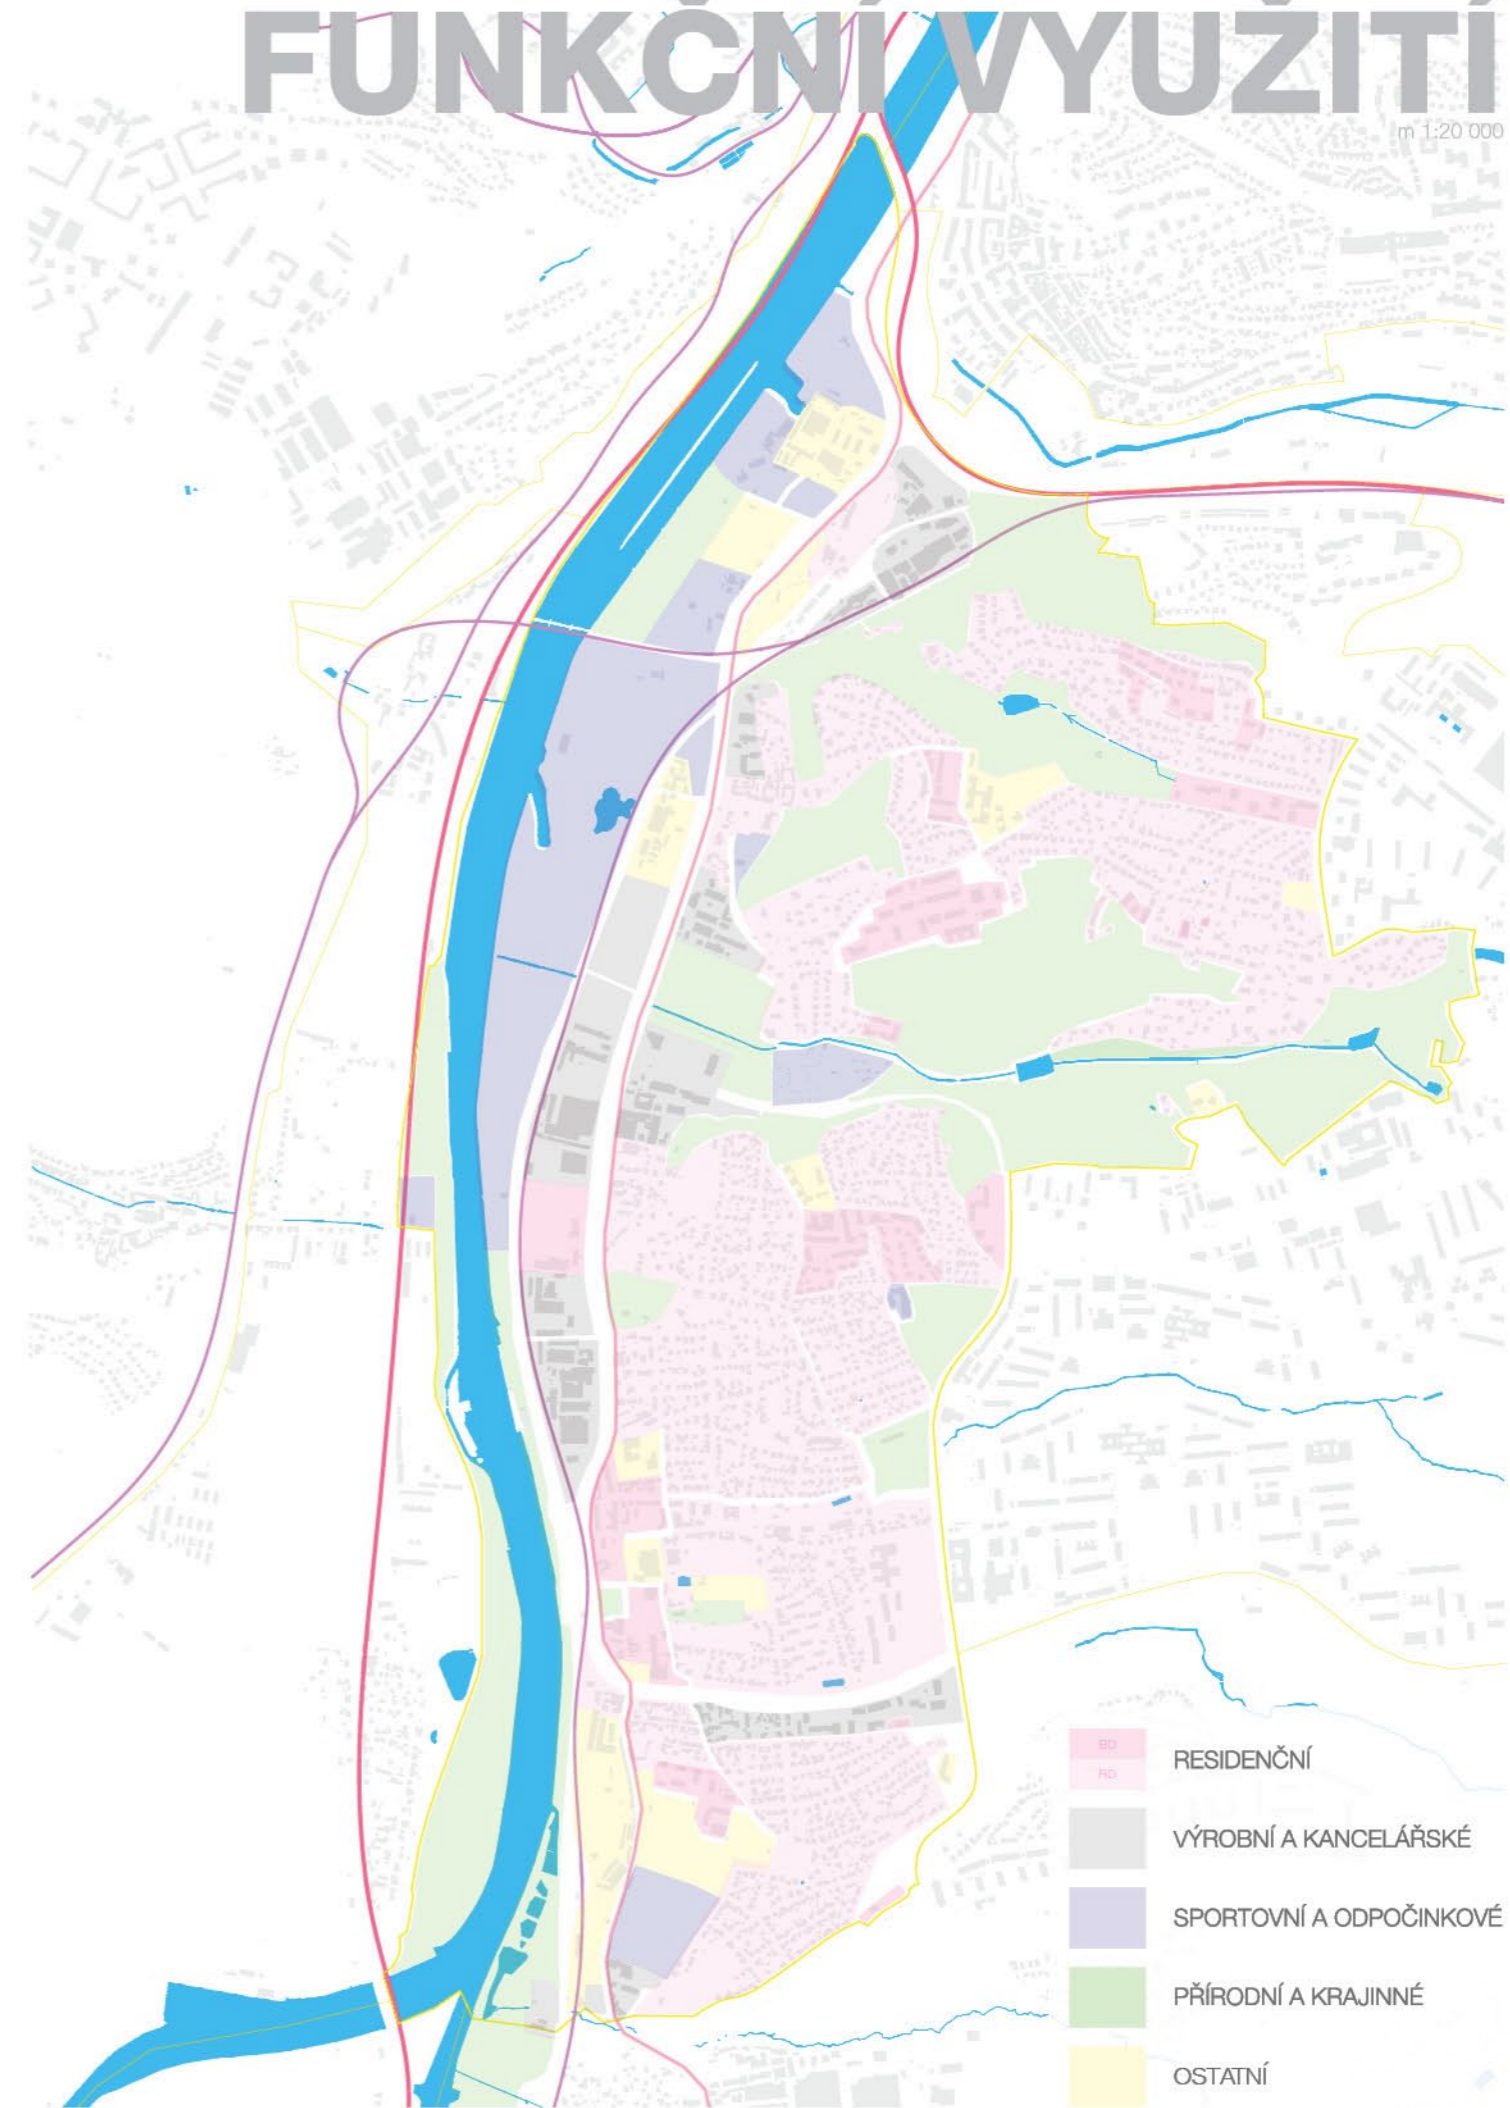 FUNKČNÍ VYUŽITÍ
m 1:20 000
BD
RD
RESIDENČNÍ
VÝROBNÍ A KANCELÁŘSKÉ
SPORTOVNÍ A ODPOČINKOVÉ
PŘÍRODNÍ A KRAJINNÉ
OSTATNÍ